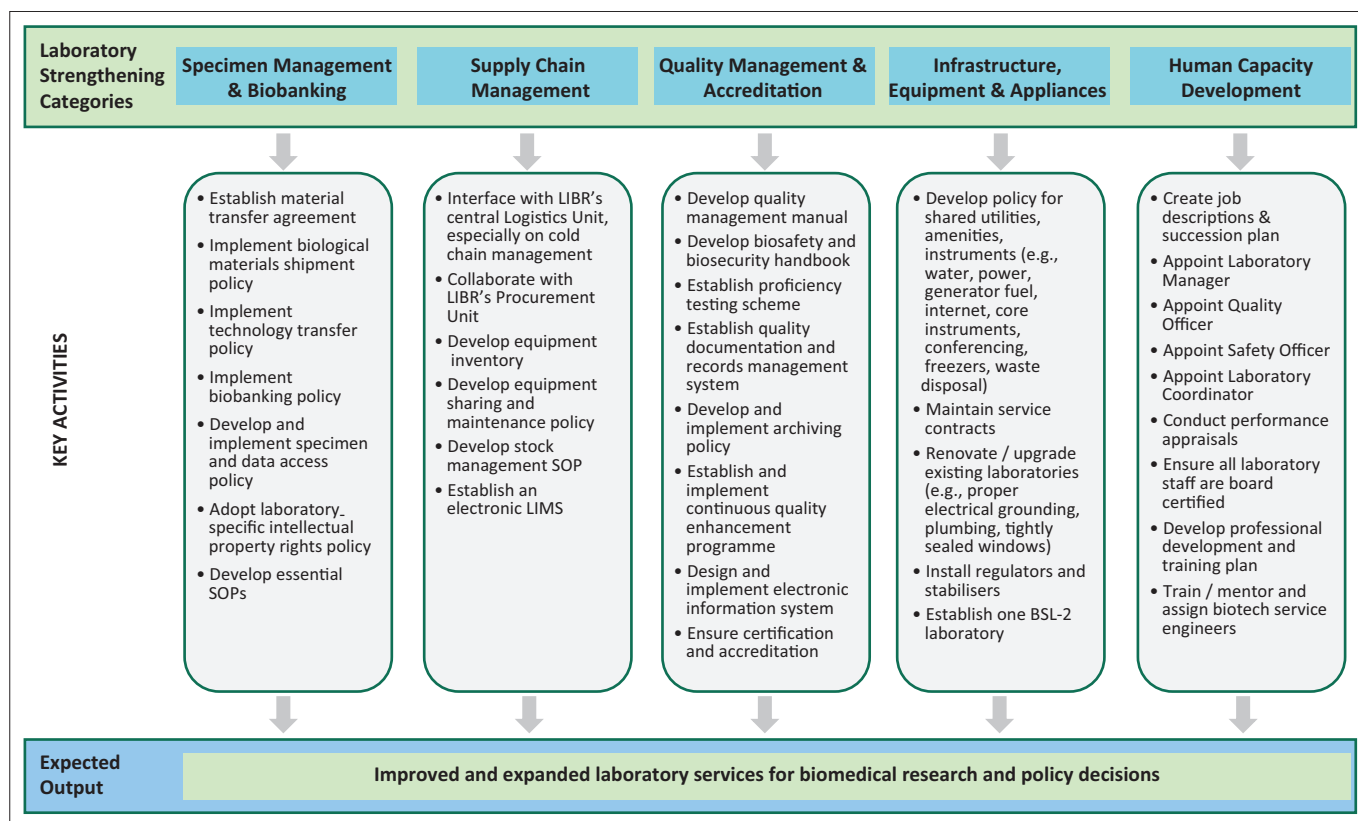 Laboratory
Strengthening
Categories
Specimen Management
& Biobanking
Supply Chain
Management
Quality Management &
Accreditation
Infrastructure,
Equipment & Appliances
Human Capacity
Development
KEY ACTIVITIES
• Establish material
transfer agreement
• Implement biological
materials shipment
policy
• Implement
technology transfer
policy
• Implement
biobanking policy
• Develop and
implement specimen
and data access
policy
• Adopt laboratory-
specific intellectual
property rights policy
• Develop essential
SOPs
• Interface with LIBR’s
central Logistics Unit,
especially on cold
chain management
• Collaborate with
LIBR’s Procurement
Unit
• Develop equipment
inventory
• Develop equipment
sharing and
maintenance policy
• Develop stock
management SOP
• Establish an
electronic LIMS
• Develop quality
management manual
• Develop biosafety and
biosecurity handbook
• Establish proficiency
testing scheme
• Establish quality
documentation and
records management
system
• Develop and
implement archiving
policy
• Establish and
implement
continuous quality
enhancement
programme
• Design and
implement electronic
information system
• Ensure certification
and accreditation
• Develop policy for
shared utilities,
amenities,
instruments (e.g.,
water, power,
generator fuel,
internet, core
instruments,
conferencing,
freezers, waste
disposal)
• Maintain service
contracts
• Renovate / upgrade
existing laboratories
(e.g., proper
electrical grounding,
plumbing, tightly
sealed windows)
• Install regulators and
stabilisers
• Establish one BSL-2
laboratory
• Create job
descriptions &
succession plan
• Appoint Laboratory
Manager
• Appoint Quality
Officer
• Appoint Safety Officer
• Appoint Laboratory
Coordinator
• Conduct performance
appraisals
• Ensure all laboratory
staff are board
certified
• Develop professional
development and
training plan
• Train / mentor and
assign biotech service
engineers
Expected
Output
Improved and expanded laboratory services for biomedical research and policy decisions